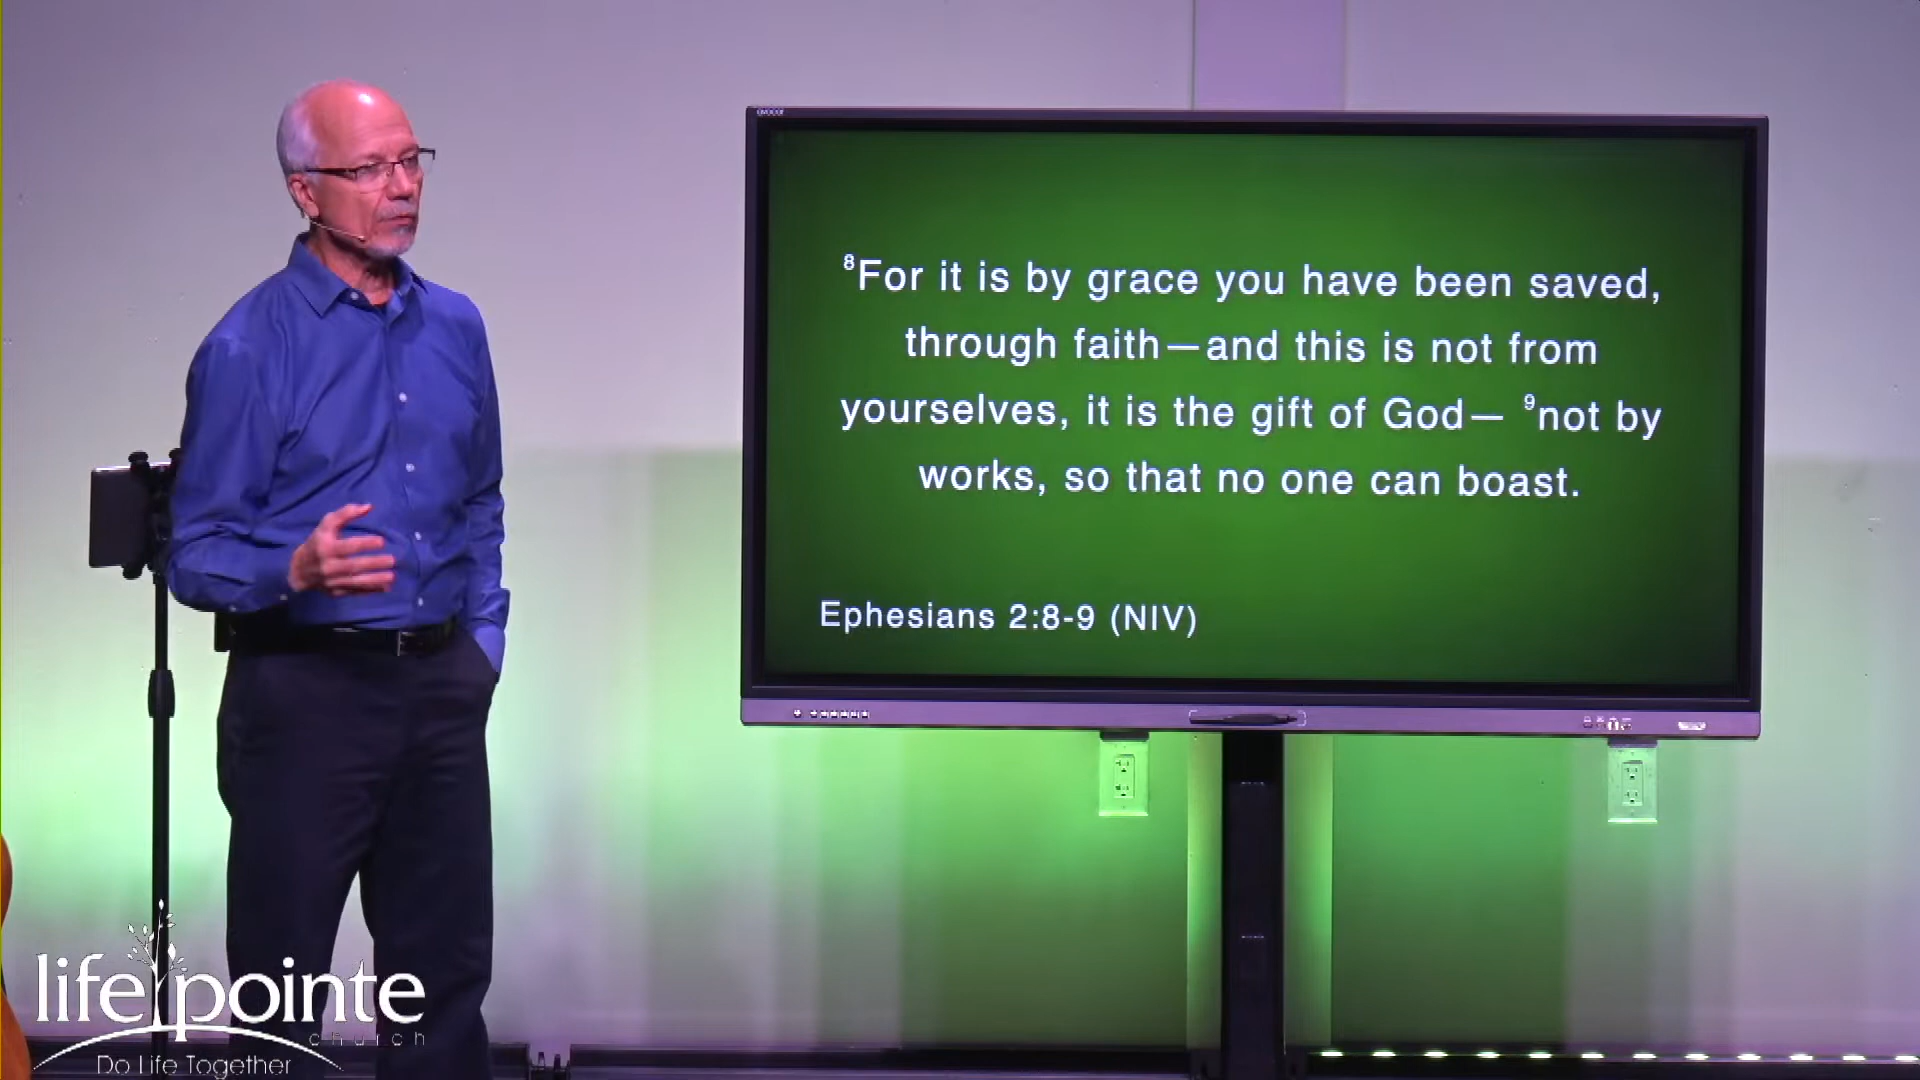 ⁸For it is by grace you have been saved,
through faith—and this is not from
yourselves, it is the gift of God— ⁹not by
works, so that no one can boast.
Ephesians 2:8-9 (NIV)
life pointe
church
Do Life Together